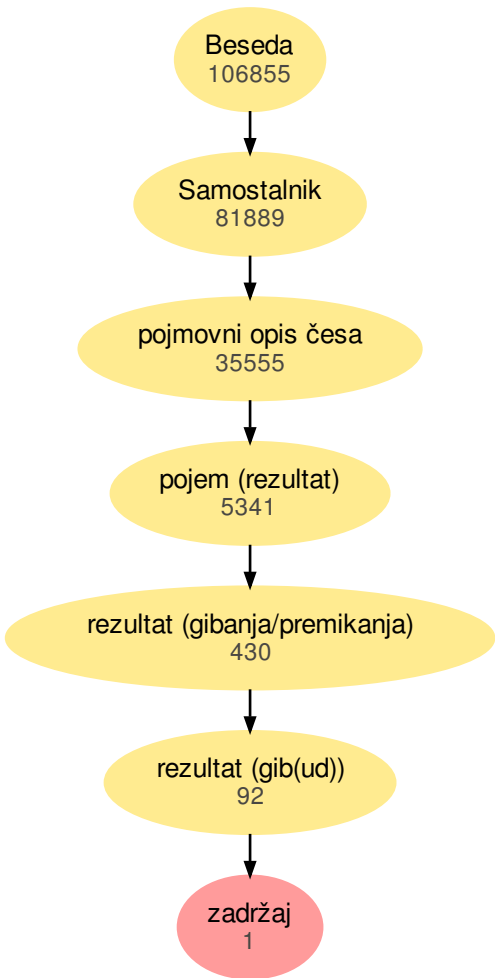 Beseda
106855
Samostalnik
81889
pojmovni opis česa
35555
pojem (rezultat)
5341
rezultat (gibanja/premikanja)
430
rezultat (gib(ud))
92
zadržaj
1